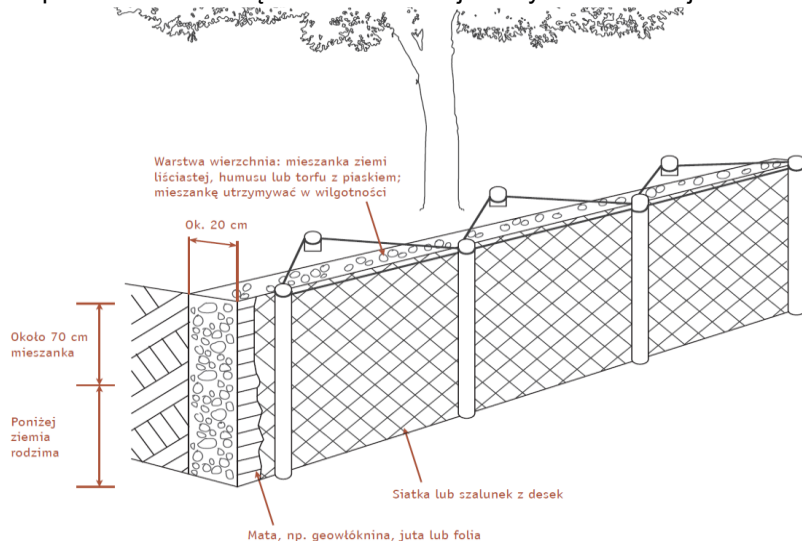 Warstwa wierzchnia: mieszanka ziemi
liściastej, humusu lub torfu z piaskiem;
mieszankę utrzymywać w wilgotności
Ok. 20 cm
Około 70 cm
mieszanka
Poniżej
ziemia
rodzima
Siatka lub szalunek z desek
Mata, np. geowłóknina, juta lub folia